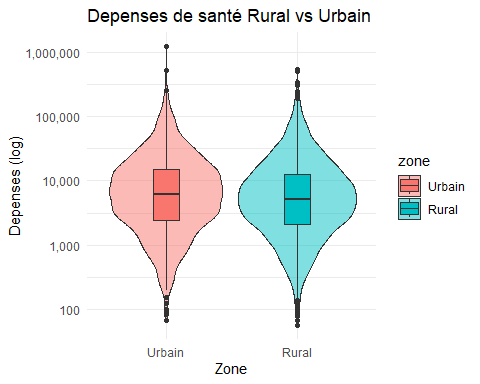 Depenses de santé Rural vs Urbain
Depenses (log)
1,000,000
100,000
10,000
1,000
100
Urbain
Rural
Zone
zone
Urbain
Rural